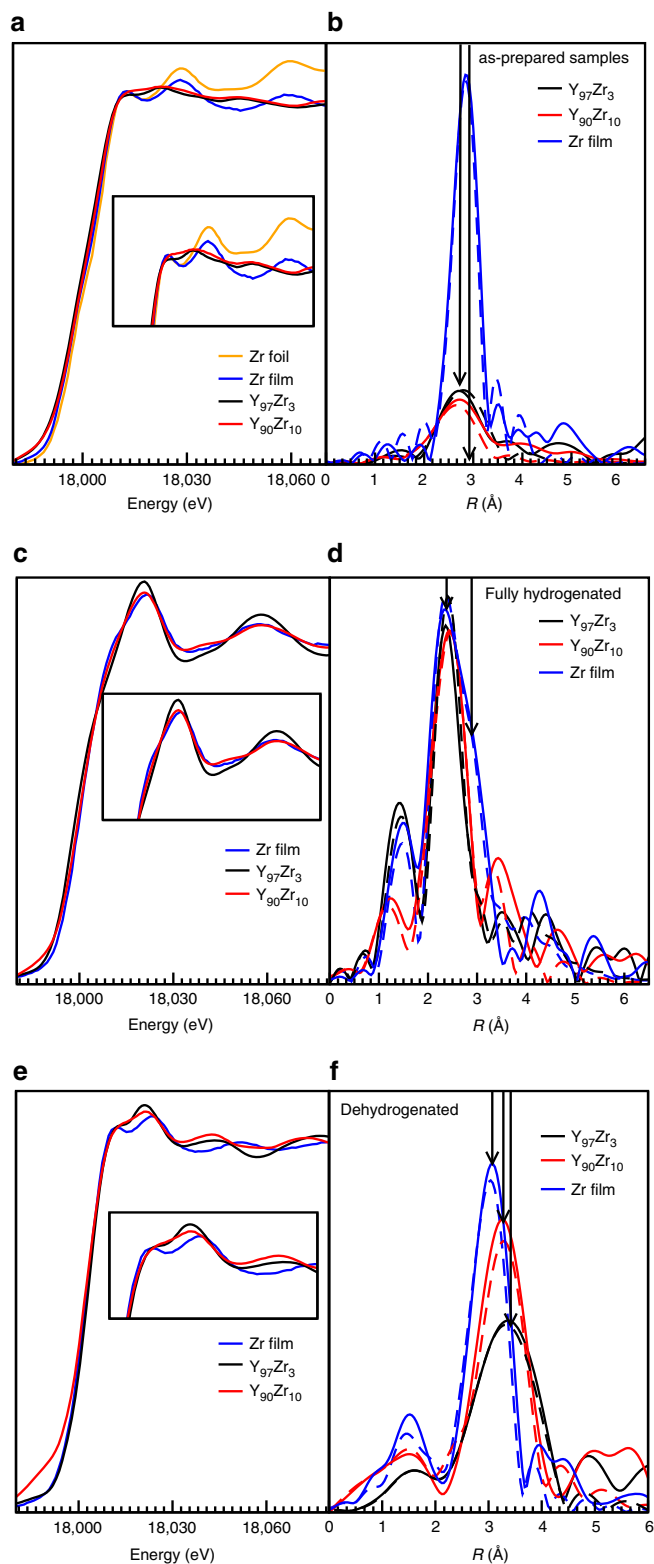 a
Zr foil
Zr film
Y97Zr3
Y90Zr10
18,000 18,030 18,060
Energy (eV)
b
as-prepared samples
Y97Zr3
Y90Zr10
Zr film
0 1 2 3 4 5 6
R (Å)
c
Zr film
Y97Zr3
Y90Zr10
18,000 18,030 18,060
Energy (eV)
d
Fully hydrogenated
Y97Zr3
Y90Zr10
Zr film
0 1 2 3 4 5 6
R (Å)
e
Zr film
Y97Zr3
Y90Zr10
18,000 18,030 18,060
Energy (eV)
f
Dehydrogenated
Y97Zr3
Y90Zr10
Zr film
0 1 2 3 4 5 6
R (Å)